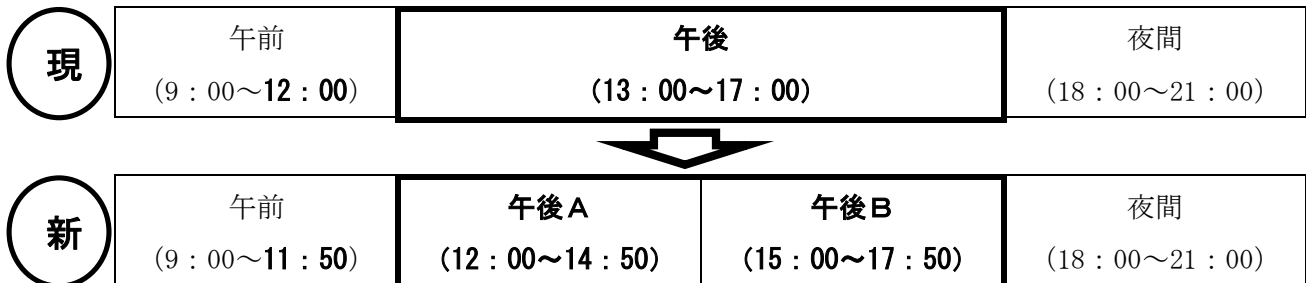 現
午前
午後
夜間
(9：00～12：00)
(13：00～17：00)
(18：00～21：00)
新
午前
午後A
午後B
夜間
(9：00～11：50)
(12：00～14：50)
(15：00～17：50)
(18：00～21：00)